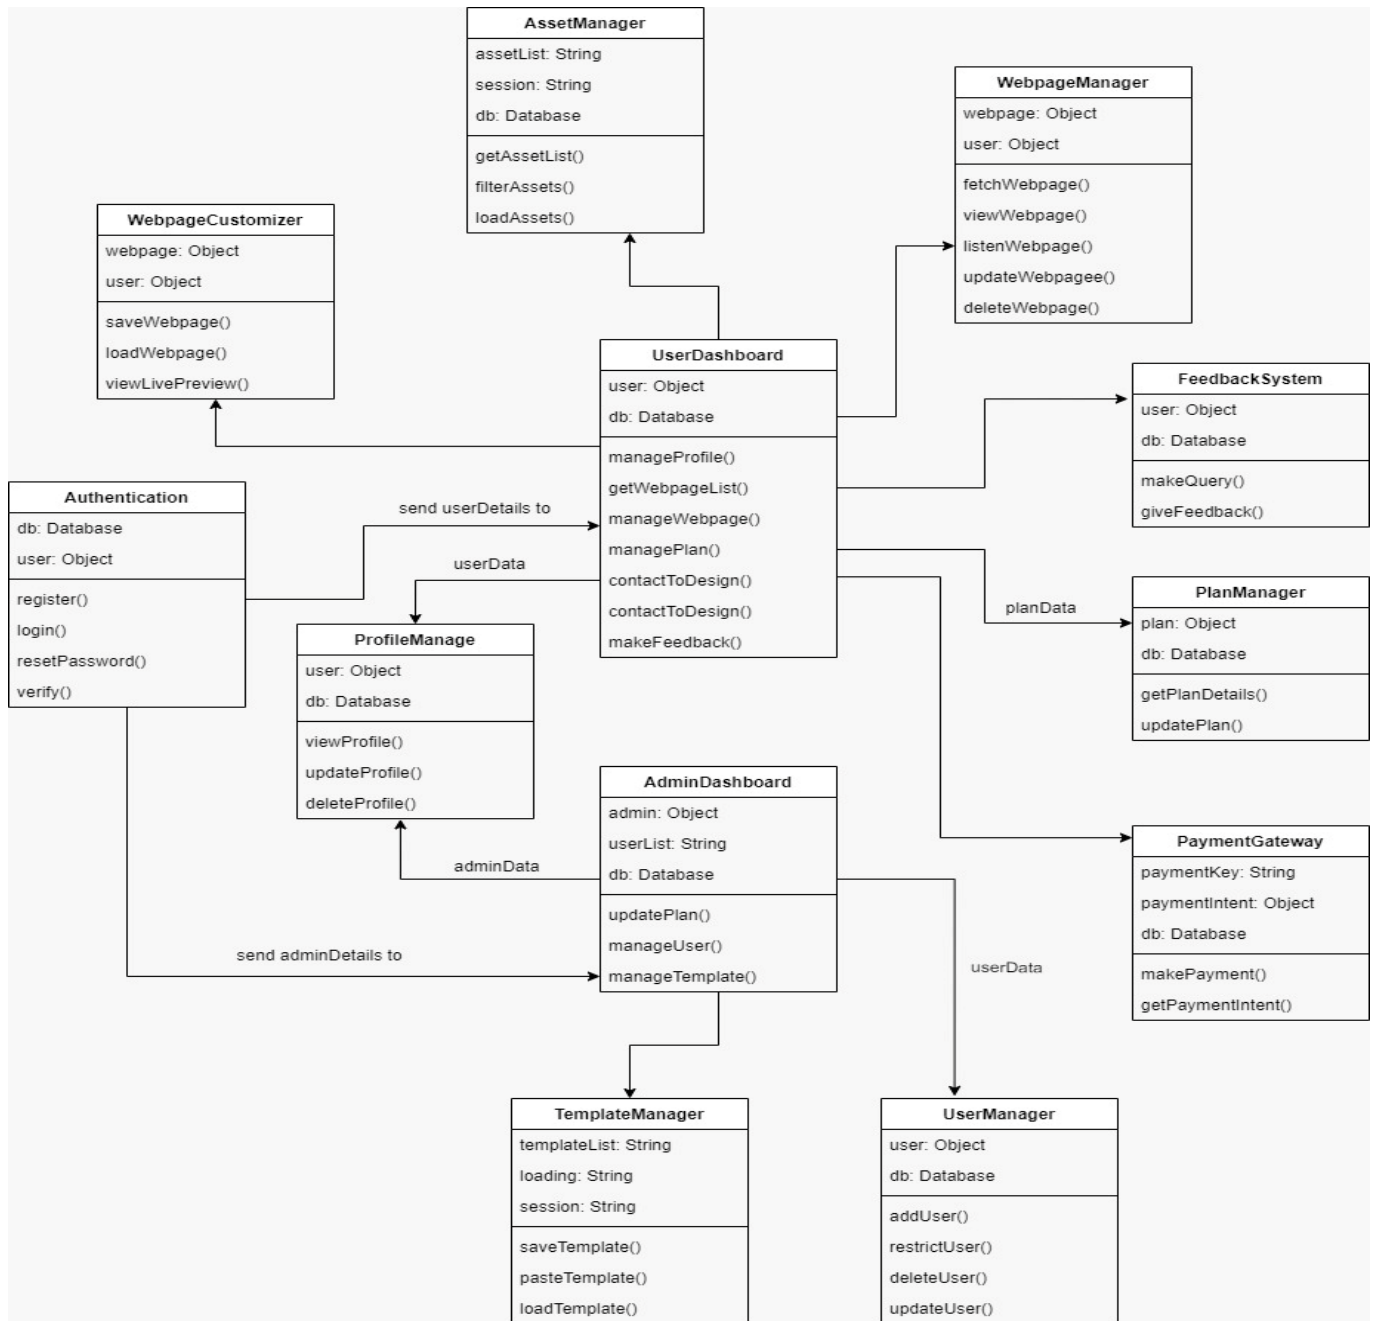 AssetManager
assetList: String
session: String
db: Database
getAssetList()
filterAssets()
loadAssets()
WebpageManager
webpage: Object
user: Object
fetchWebpage()
viewWebpage()
listenWebpage()
updateWebpagee()
deleteWebpage()
WebpageCustomizer
webpage: Object
user: Object
saveWebpage()
loadWebpage()
viewLivePreview()
UserDashboard
user: Object
db: Database
manageProfile()
getWebpageList()
manageWebpage()
managePlan()
contactToDesign()
contactToDesign()
makeFeedback()
FeedbackSystem
user: Object
db: Database
makeQuery()
giveFeedback()
Authentication
db: Database
user: Object
register()
login()
resetPassword()
verify()
send userDetails to
userData
ProfileManage
user: Object
db: Database
viewProfile()
updateProfile()
deleteProfile()
planData
PlanManager
plan: Object
db: Database
getPlanDetails()
updatePlan()
AdminDashboard
admin: Object
userList: String
db: Database
updatePlan()
manageUser()
manageTemplate()
adminData
send adminDetails to
userData
PaymentGateway
paymentKey: String
paymentIntent: Object
db: Database
makePayment()
getPaymentIntent()
TemplateManager
templateList: String
loading: String
session: String
saveTemplate()
pasteTemplate()
loadTemplate()
UserManager
user: Object
db: Database
addUser()
restrictUser()
deleteUser()
updateUser()